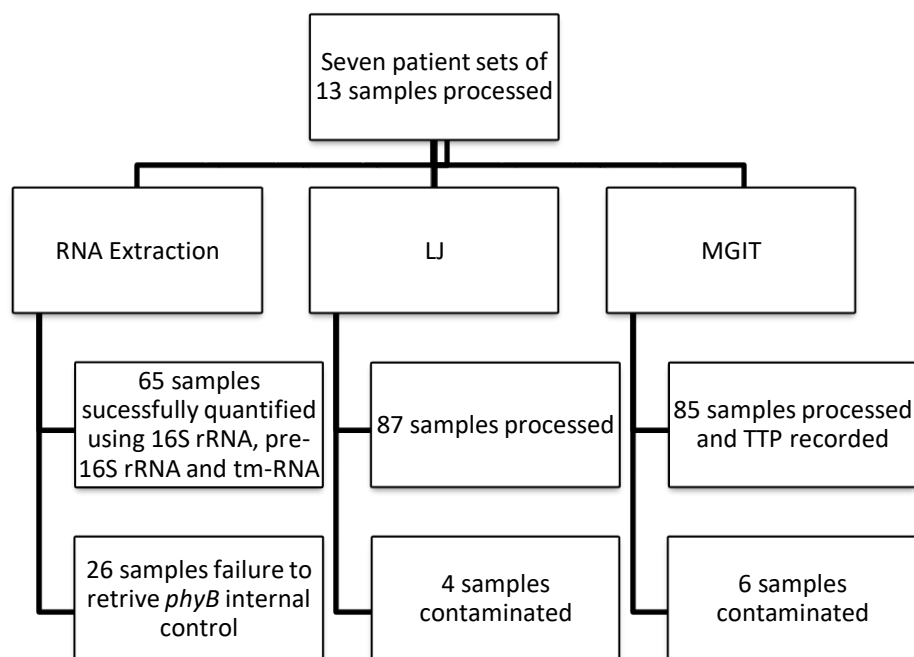 Seven patient sets of
13 samples processed
RNA Extraction
LJ
MGIT
65 samples
sucessfully quantified
using 16S rRNA, pre-
16S rRNA and tm-RNA
87 samples processed
85 samples processed
and TTP recorded
26 samples failure to
retrive phyB internal
control
4 samples
contaminated
6 samples
contaminated